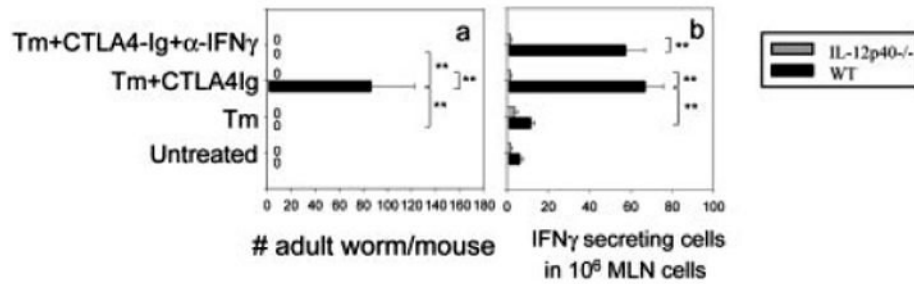 a
b
Tm+CTLA4-Ig+α-IFNγ
Tm+CTLA4Ig
Tm
Untreated
0
0
0
0
0
0
0
**
**
**
**
**
**
0 20 40 60 80 100 120 140 160 180
0 20 40 60 80 100
# adult worm/mouse
IFNγ secreting cells
in 10⁶ MLN cells
IL-12p40-/-
WT